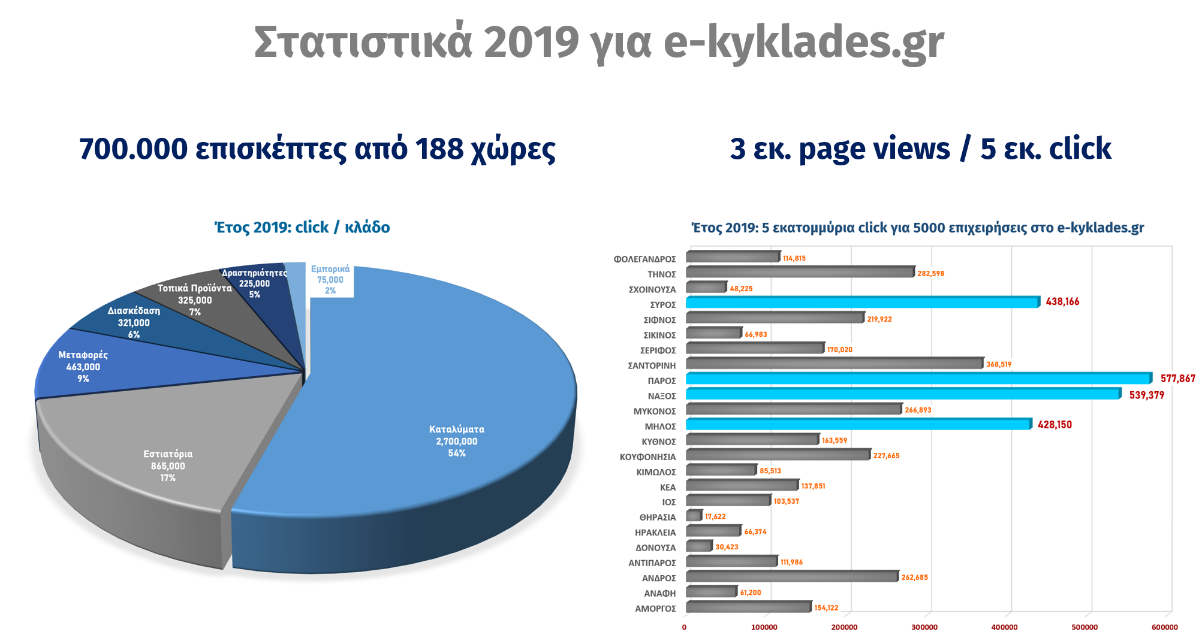 Στατιστικά 2019 για e-kyklades.gr
700.000 επισκέπτες από 188 χώρες
3 εκ. page views / 5 εκ. click
Έτος 2019: click / κλάδο
Εμπορικά
75,000
2%
Δραστηριότητες
225,000
5%
Τοπικά Προϊόντα
325,000
7%
Διασκέδαση
321,000
6%
Μεταφορές
463,000
9%
Εστιατόρια
865,000
17%
Καταλύματα
2,700,000
54%
Έτος 2019: 5 εκατομμύρια click για 5000 επιχειρήσεις στο e-kyklades.gr
ΦΟΛΕΓΑΝΔΡΟΣ 114,815
ΤΗΝΟΣ 282,598
ΣΧΟΙΝΟΥΣΑ 48,225
ΣΥΡΟΣ 438,166
ΣΙΦΝΟΣ 219,922
ΣΙΚΙΝΟΣ 66,983
ΣΕΡΙΦΟΣ 170,020
ΣΑΝΤΟΡΙΝΗ 368,519
ΠΑΡΟΣ 577,867
ΝΑΞΟΣ 539,379
ΜΥΚΟΝΟΣ 266,893
ΜΗΛΟΣ 428,150
ΚΥΘΝΟΣ 163,559
ΚΟΥΦΟΝΗΣΙΑ 227,665
ΚΙΜΩΛΟΣ 85,513
ΚΕΑ 137,851
ΙΟΣ 103,537
ΘΗΡΑΣΙΑ 17,622
ΗΡΑΚΛΕΙΑ 66,374
ΔΟΝΟΥΣΑ 30,423
ΑΝΤΙΠΑΡΟΣ 111,986
ΑΝΔΡΟΣ 262,685
ΑΝΑΦΗ 61,200
ΑΜΟΡΓΟΣ 154,122
0 100000 200000 300000 400000 500000 600000